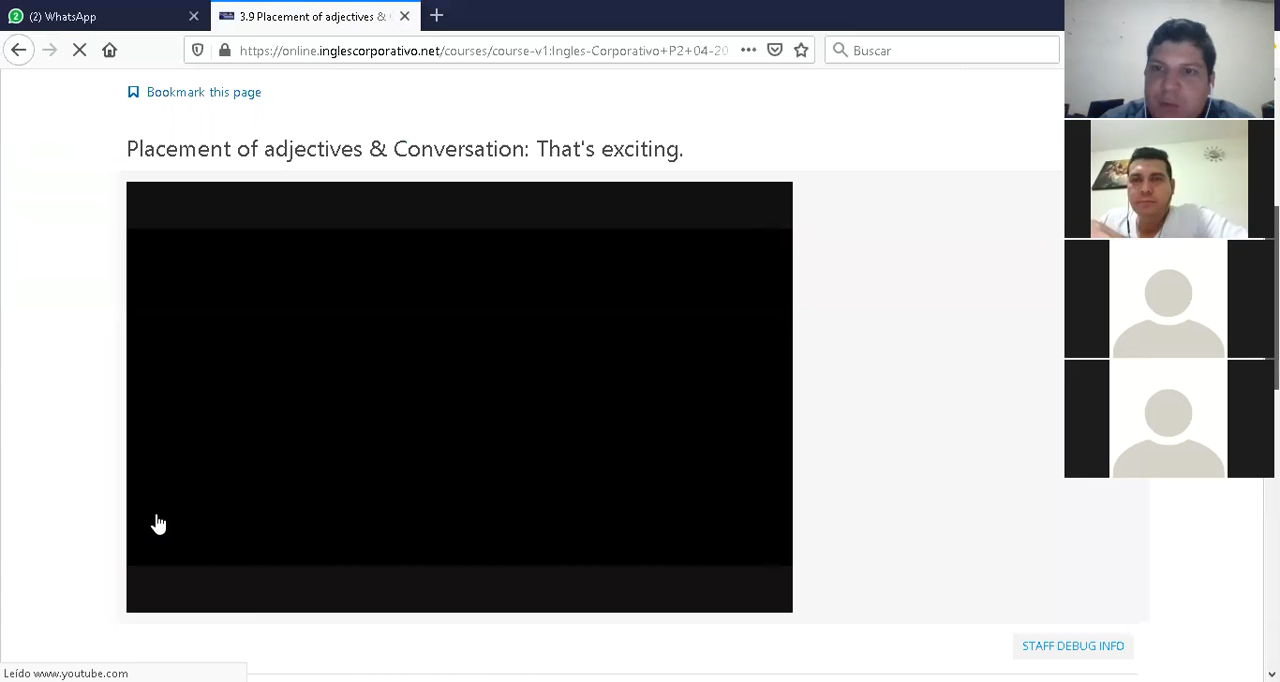 (2) WhatsApp
3.9 Placement of adjectives &
https://online.inglescorporativo.net/courses/course-v1:Ingles-Corporativo+P2+04-20
Buscar
Bookmark this page
Placement of adjectives & Conversation: That's exciting.
STAFF DEBUG INFO
Leído www.youtube.com